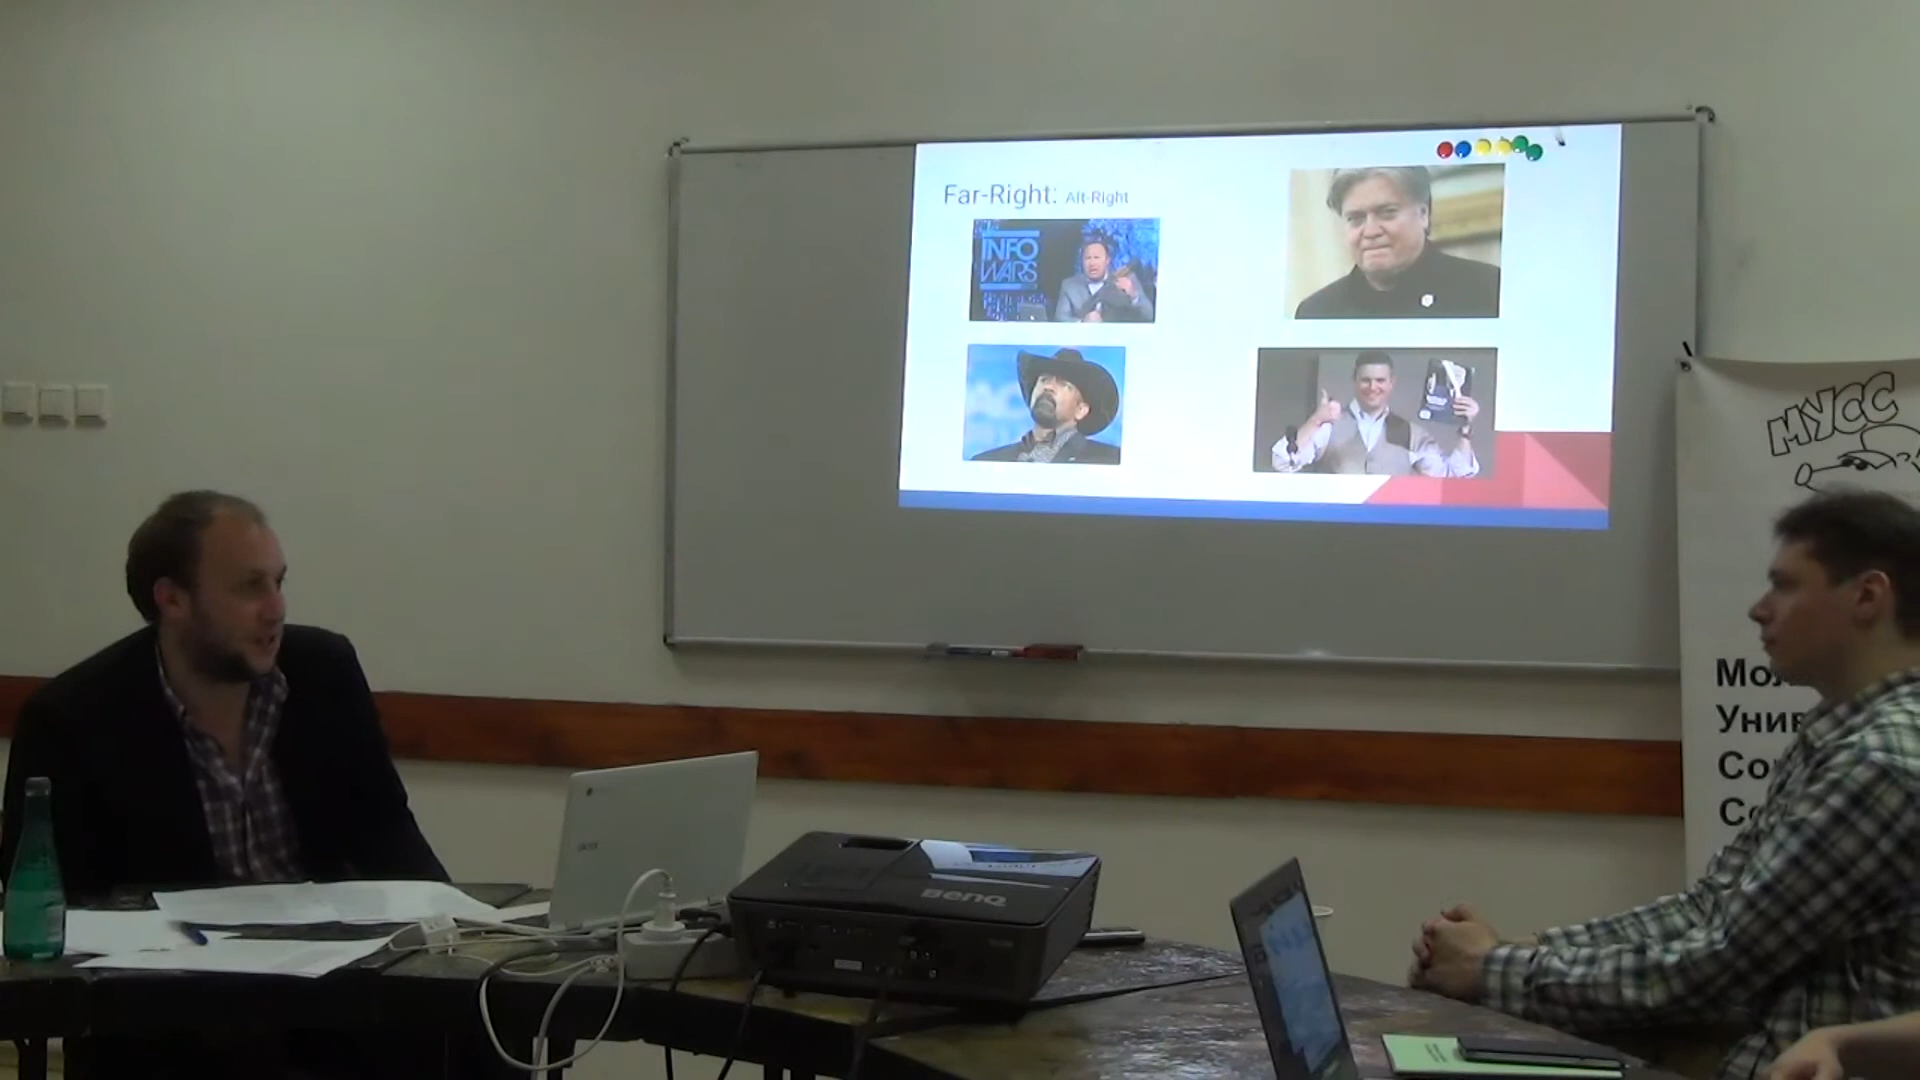 Far-Right: Alt-Right
INFO
WARS
МУСС
Мол
Унив
Со
Со
acer
BenQ